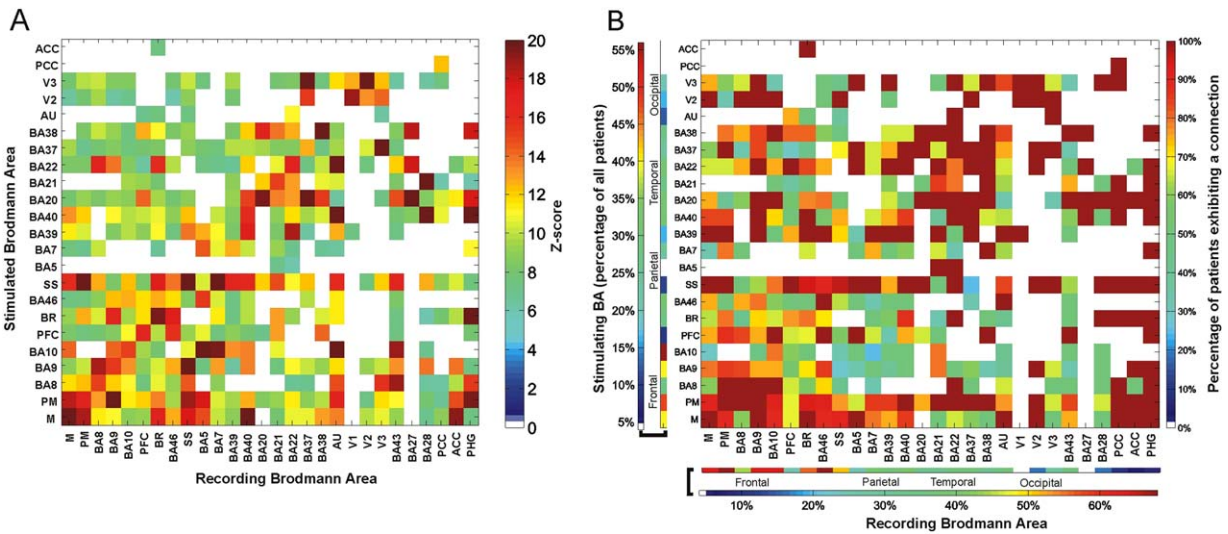 A
ACC
PCC
V3
V2
AU
BA38
BA37
BA22
BA21
BA20
BA40
BA39
BA7
BA5
SS
BA46
BR
PFC
BA10
BA9
BA8
PM
M
Stimulated Brodmann Area
M PM BA8 BA9 BA10 PFC BR BA46 SS BA5 BA7 BA39 BA40 BA20 BA21 BA22 BA37 BA38 AU V1 V2 V3 BA43 BA27 BA28 PCC ACC PHG
Recording Brodmann Area
20
18
16
14
12
10
8
6
4
2
0
Z-score
B
55%
50%
45%
40%
35%
30%
25%
20%
15%
10%
5%
Stimulating BA (percentage of all patients)
Occipital
Temporal
Parietal
Frontal
ACC
PCC
V3
V2
AU
BA38
BA37
BA22
BA21
BA20
BA40
BA39
BA7
BA5
SS
BA46
BR
PFC
BA10
BA9
BA8
PM
M
M PM BA8 BA9 BA10 PFC BR BA46 SS BA5 BA7 BA39 BA40 BA20 BA21 BA22 BA37 BA38 AU V1 V2 V3 BA43 BA27 BA28 PCC ACC PHG
Frontal Parietal Temporal Occipital
10% 20% 30% 40% 50% 60%
Recording Brodmann Area
100%
90%
80%
70%
60%
50%
40%
30%
20%
10%
0%
Percentage of patients exhibiting a connection